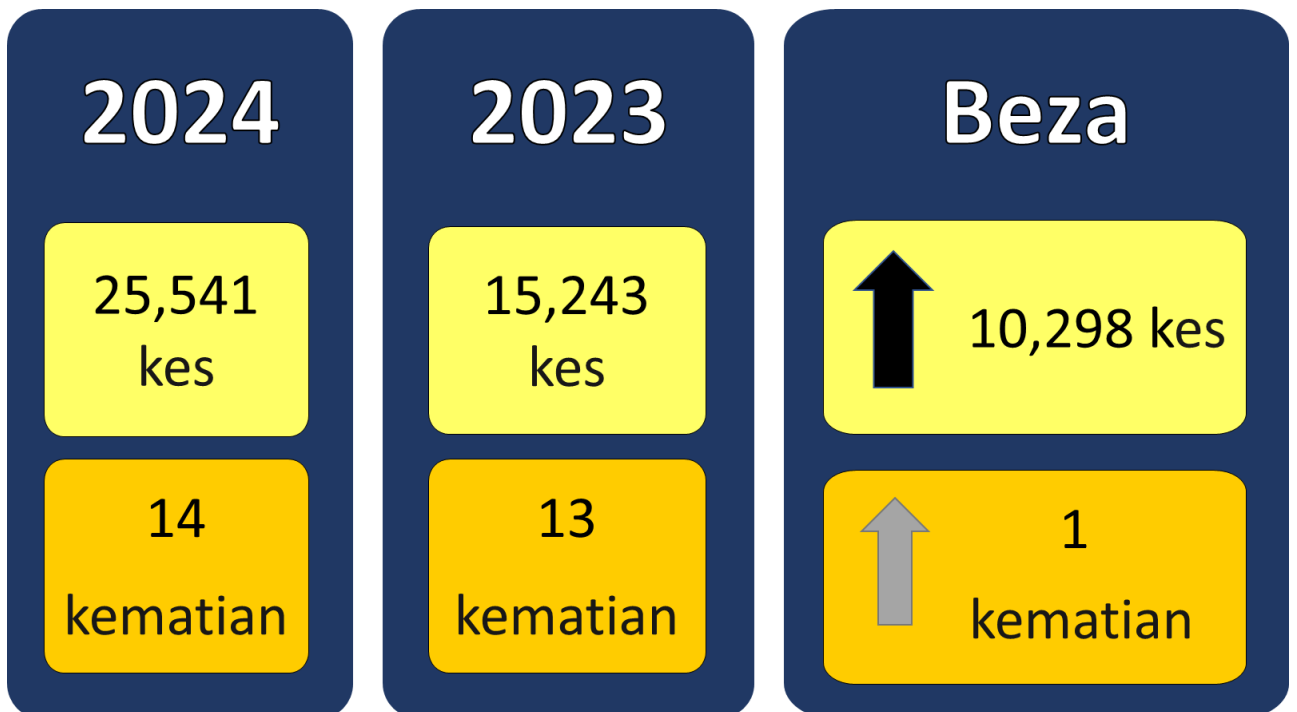 2024
25,541
kes
14
kematian
2023
15,243
kes
13
kematian
Beza
10,298 kes
1
kematian